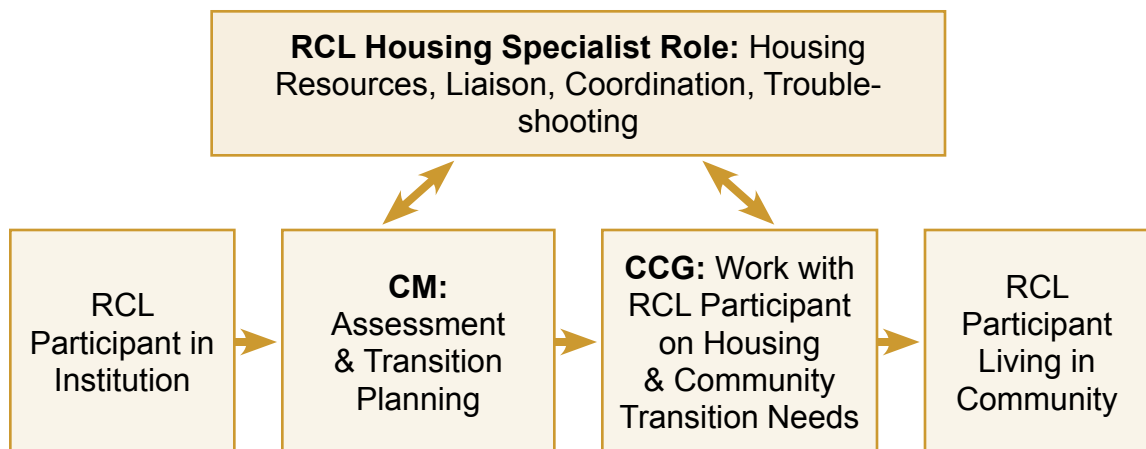 RCL Housing Specialist Role: Housing
Resources, Liaison, Coordination, Trouble-
shooting
RCL
Participant in
Institution
CM:
Assessment
& Transition
Planning
CCG: Work with
RCL Participant
on Housing
& Community
Transition Needs
RCL
Participant
Living in
Community